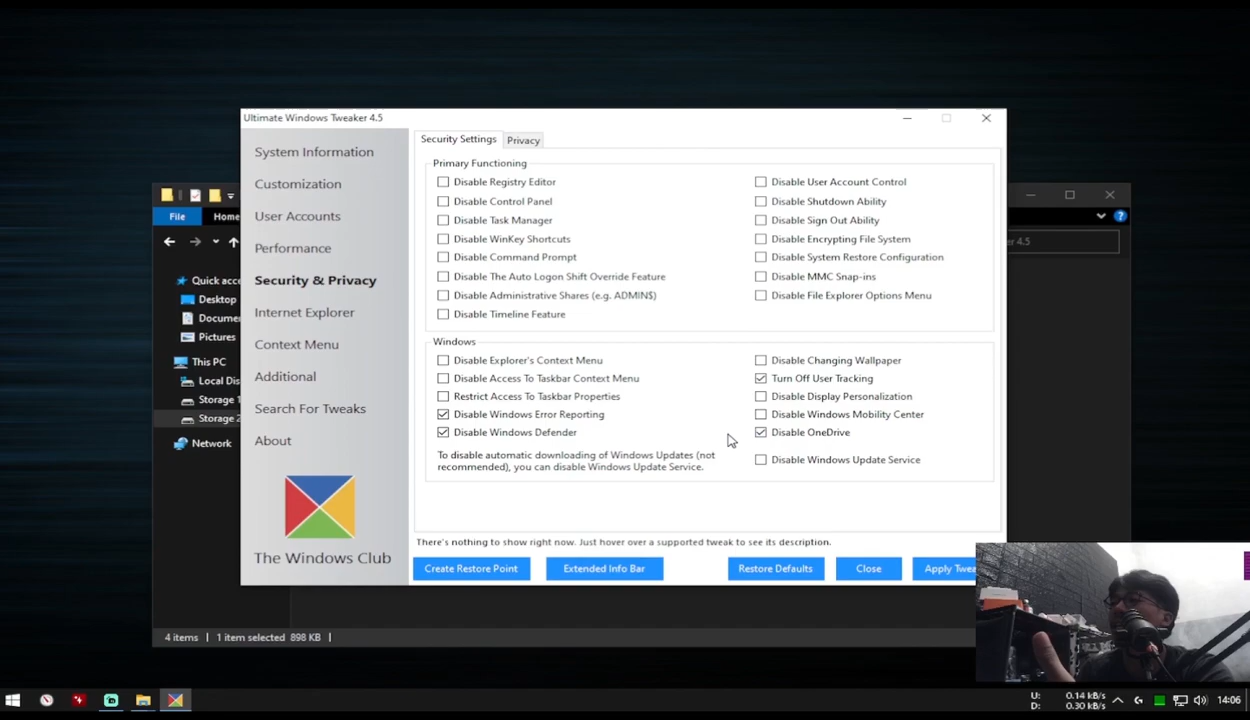 Ultimate Windows Tweaker 4.5
System Information
Customization
User Accounts
Performance
Security & Privacy
Internet Explorer
Context Menu
Additional
Search For Tweaks
About
The Windows Club
Security Settings
Privacy
Primary Functioning
Disable Registry Editor
Disable Control Panel
Disable Task Manager
Disable WinKey Shortcuts
Disable Command Prompt
Disable The Auto Logon Shift Override Feature
Disable Administrative Shares (e.g. ADMIN$)
Disable Timeline Feature
Disable User Account Control
Disable Shutdown Ability
Disable Sign Out Ability
Disable Encrypting File System
Disable System Restore Configuration
Disable MMC Snap-ins
Disable File Explorer Options Menu
Windows
Disable Explorer's Context Menu
Disable Access To Taskbar Context Menu
Restrict Access To Taskbar Properties
Disable Windows Error Reporting
Disable Windows Defender
To disable automatic downloading of Windows Updates (not
recommended), you can disable Windows Update Service.
Disable Changing Wallpaper
Turn Off User Tracking
Disable Display Personalization
Disable Windows Mobility Center
Disable OneDrive
Disable Windows Update Service
There's nothing to show right now. Just hover over a supported tweak to see its description.
Create Restore Point
Extended Info Bar
Restore Defaults
Close
Apply Twea
File
Home
er 4.5
Quick acce
Desktop
Docume
Pictures
This PC
Local Dis
Storage 1
Storage 2
Network
4 items
1 item selected 898 KB
U: 0.14 kB/s
D: 0.30 kB/s
14:06